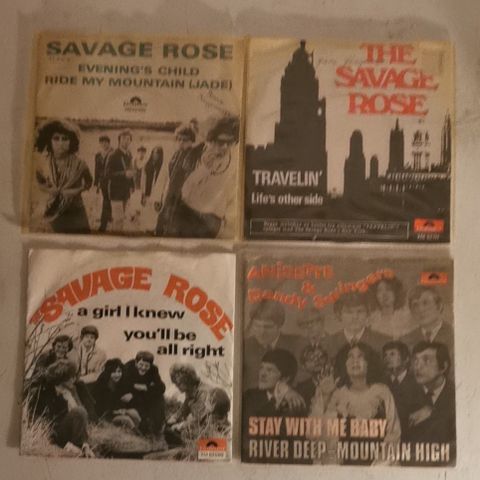 SAVAGE ROSE
EVENING'S CHILD
RIDE MY MOUNTAIN (JADE)
THE
SAVAGE
ROSE
TRAVELIN'
Life's other side
SAVAGE ROSE
a girl I knew
you'll be
all right
ANISETTE
& Dandy Swingers
STAY WITH ME BABY
RIVER DEEP-MOUNTAIN HIGH